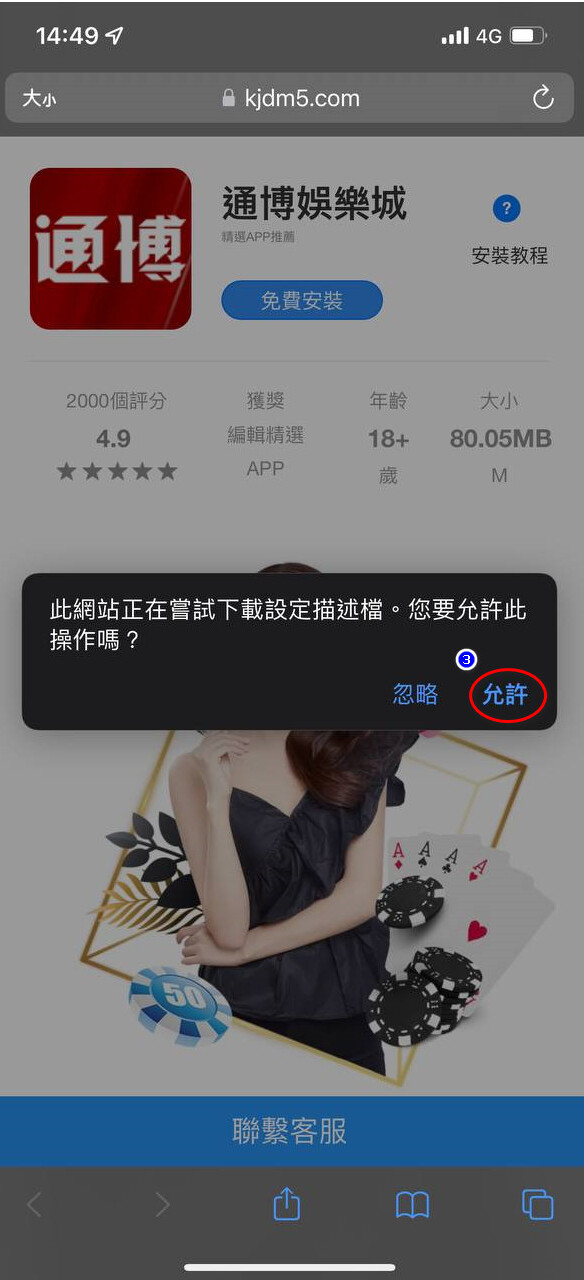 14:49
4G
大小
kjdm5.com
通博
通博娛樂城
精選APP推薦
免費安裝
?
安裝教程
2000個評分
4.9
★★★★★
獲獎
編輯精選
APP
年齡
18+
歲
大小
80.05MB
M
此網站正在嘗試下載設定描述檔。您要允許此
操作嗎？
3
忽略
允許
A
A
A
A
50
聯繫客服